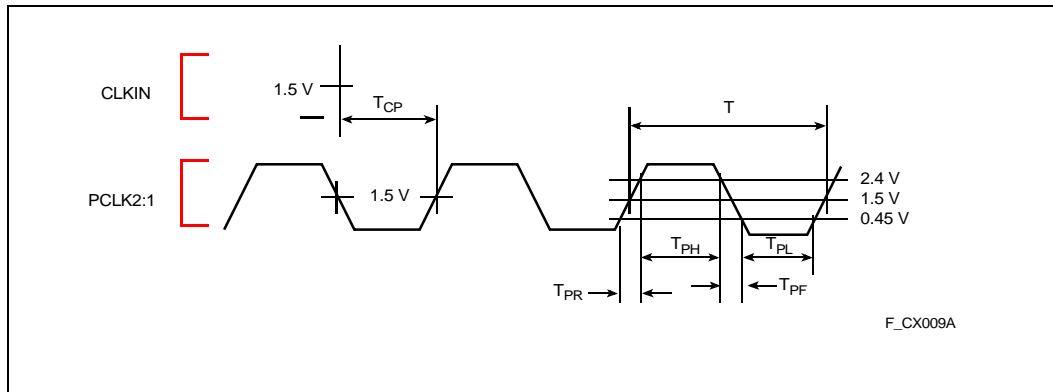 CLKIN
1.5 V
TCP
T
PCLK2:1
1.5 V
2.4 V
1.5 V
0.45 V
TPH
TPL
TPR
TPF
F_CX009A